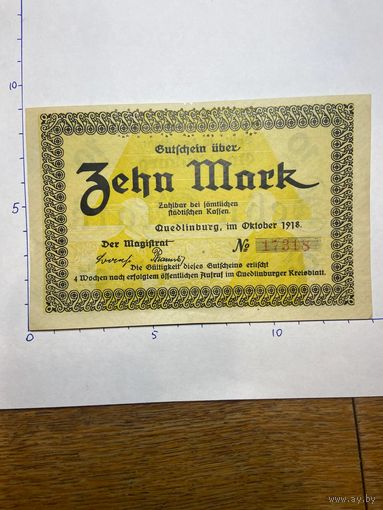 Gutschein über
Zehn Mark
Zahlbar bei sämtlichen
städtischen Kassen.
Quedlinburg, im Oktober 1918.
Der Magistrat
№ 17318
Die Gültigkeit dieses Gutscheins erlischt
4 Wochen nach erfolgtem öffentlichen Aufruf im Quedlinburger Kreisblatt.
10
5
0 5 10
www.ay.by